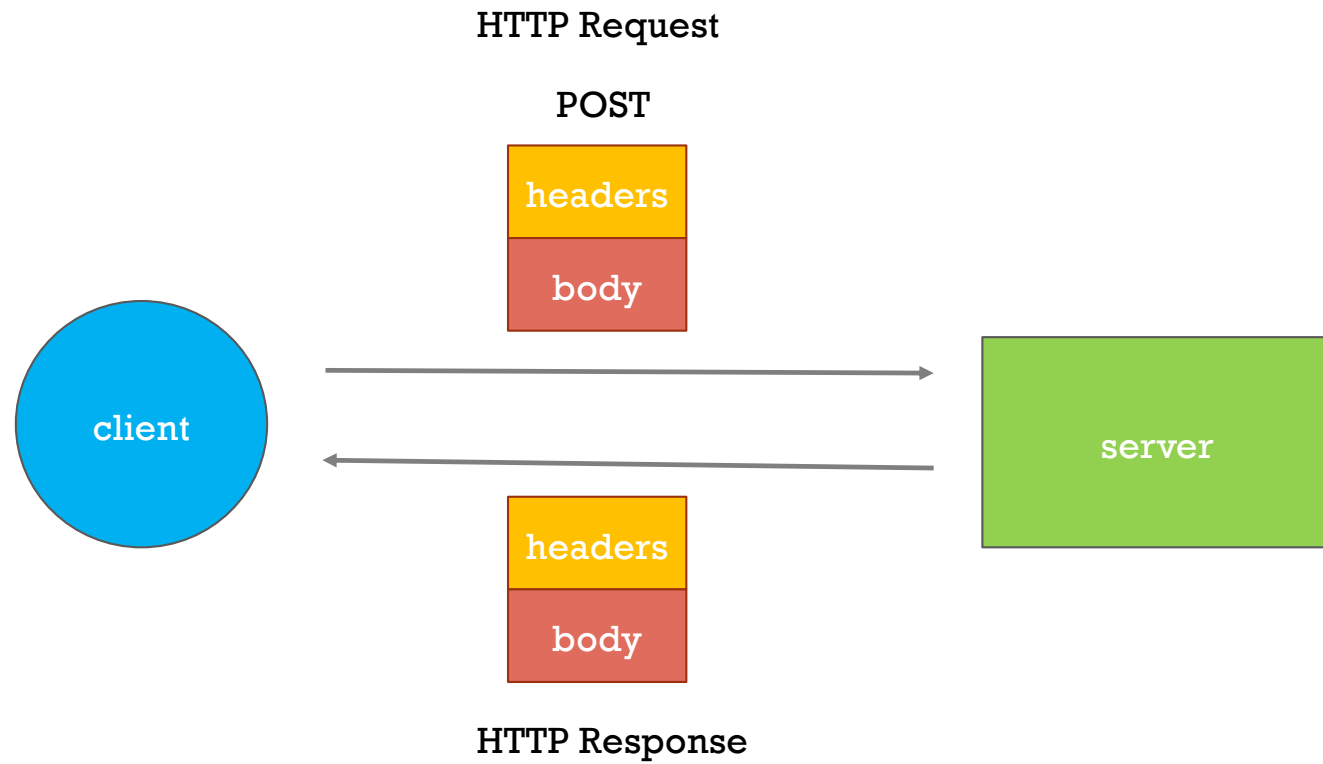 HTTP Request
POST
headers
body
client
server
headers
body
HTTP Response